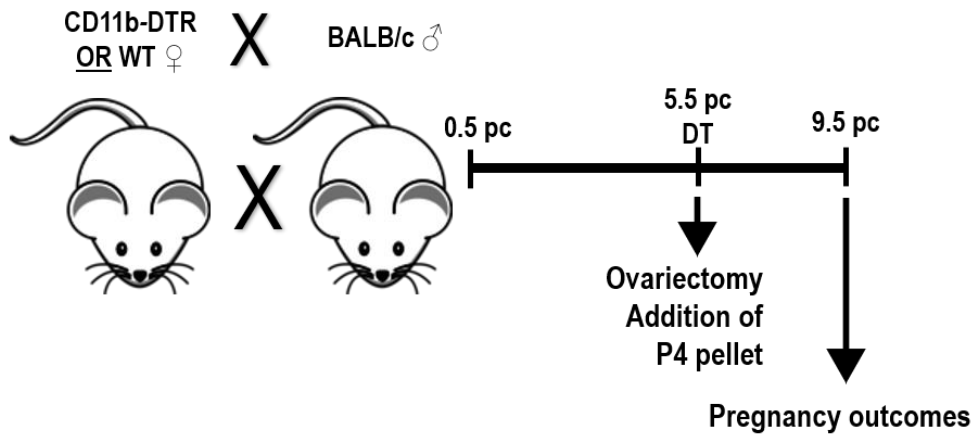 CD11b-DTR
OR WT ♀
X
BALB/c ♂
X
0.5 pc
5.5 pc
DT
9.5 pc
Ovariectomy
Addition of
P4 pellet
Pregnancy outcomes